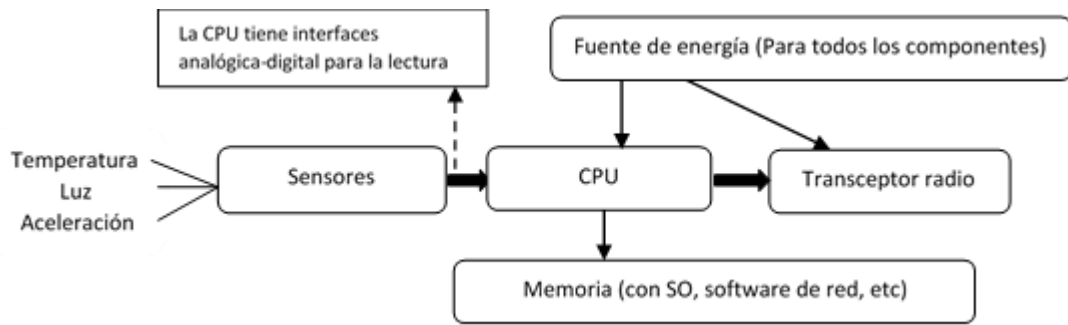 La CPU tiene interfaces
analógica-digital para la lectura
Fuente de energía (Para todos los componentes)
Temperatura
Luz
Aceleración
Sensores
CPU
Transceptor radio
Memoria (con SO, software de red, etc)